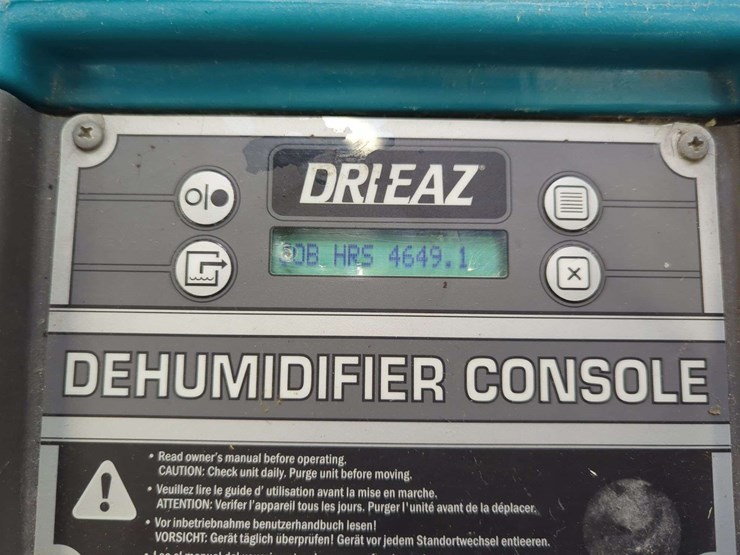 DRI-EAZ
HRS 4649.1
DEHUMIDIFIER CONSOLE
• Read owner's manual before operating.
CAUTION: Check unit daily. Purge unit before moving.
• Veuillez lire le guide d' utilisation avant la mise en marche.
ATTENTION: Verifer l'appareil tous les jours. Purger l'unité avant de la déplacer.
• Vor inbetriebnahme benutzerhandbuch lesen!
VORSICHT: Gerät täglich überprüfen! Gerät vor jedem Standortwechsel entleeren.